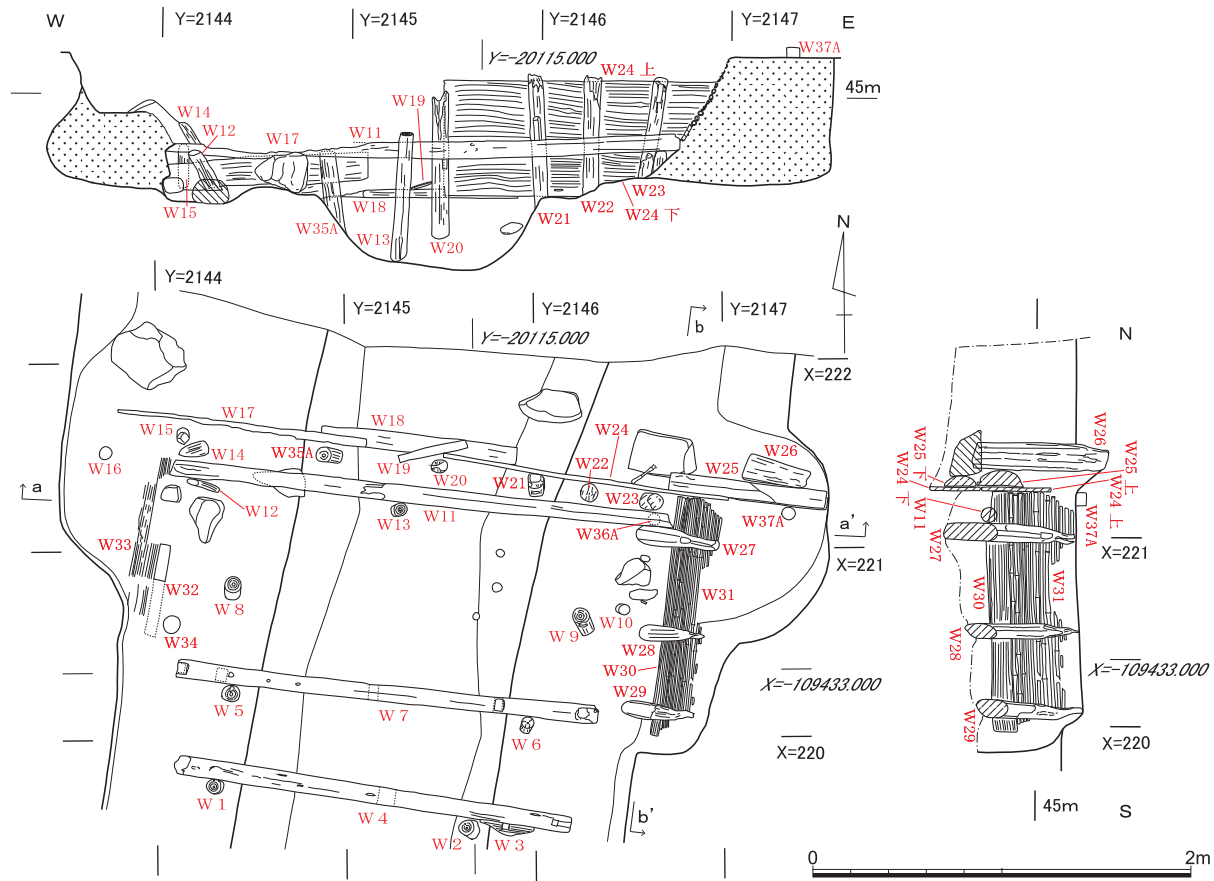 W
Y=2144
Y=2145
Y=2146
Y=2147
E
Y=-20115.000
W37A
W24 上
45m
W14
W12
W17
W11
W19
W15
W18
W35A
W13
W20
W21
W22
W23
W24 下
N
Y=2144
Y=2145
Y=2146
Y=2147
Y=-20115.000
b
X=222
N
W17
W18
W15
W35A
W24
W26
W14
W19
W20
W22
W25
W16
W21
W23
a
W12
W13
W11
W37A
a'
W36A
W27
X=221
W33
W32
W31
W8
W9
W10
W34
W28
W30
X=-109433.000
W29
W5
W7
W6
X=220
W1
W4
W2
W3
b'
W26
W25 下
W24 下
W11
W27
W25 上
W24 上
W37A
X=221
W30
W31
W28
X=-109433.000
W29
X=220
45m
S
0
2m